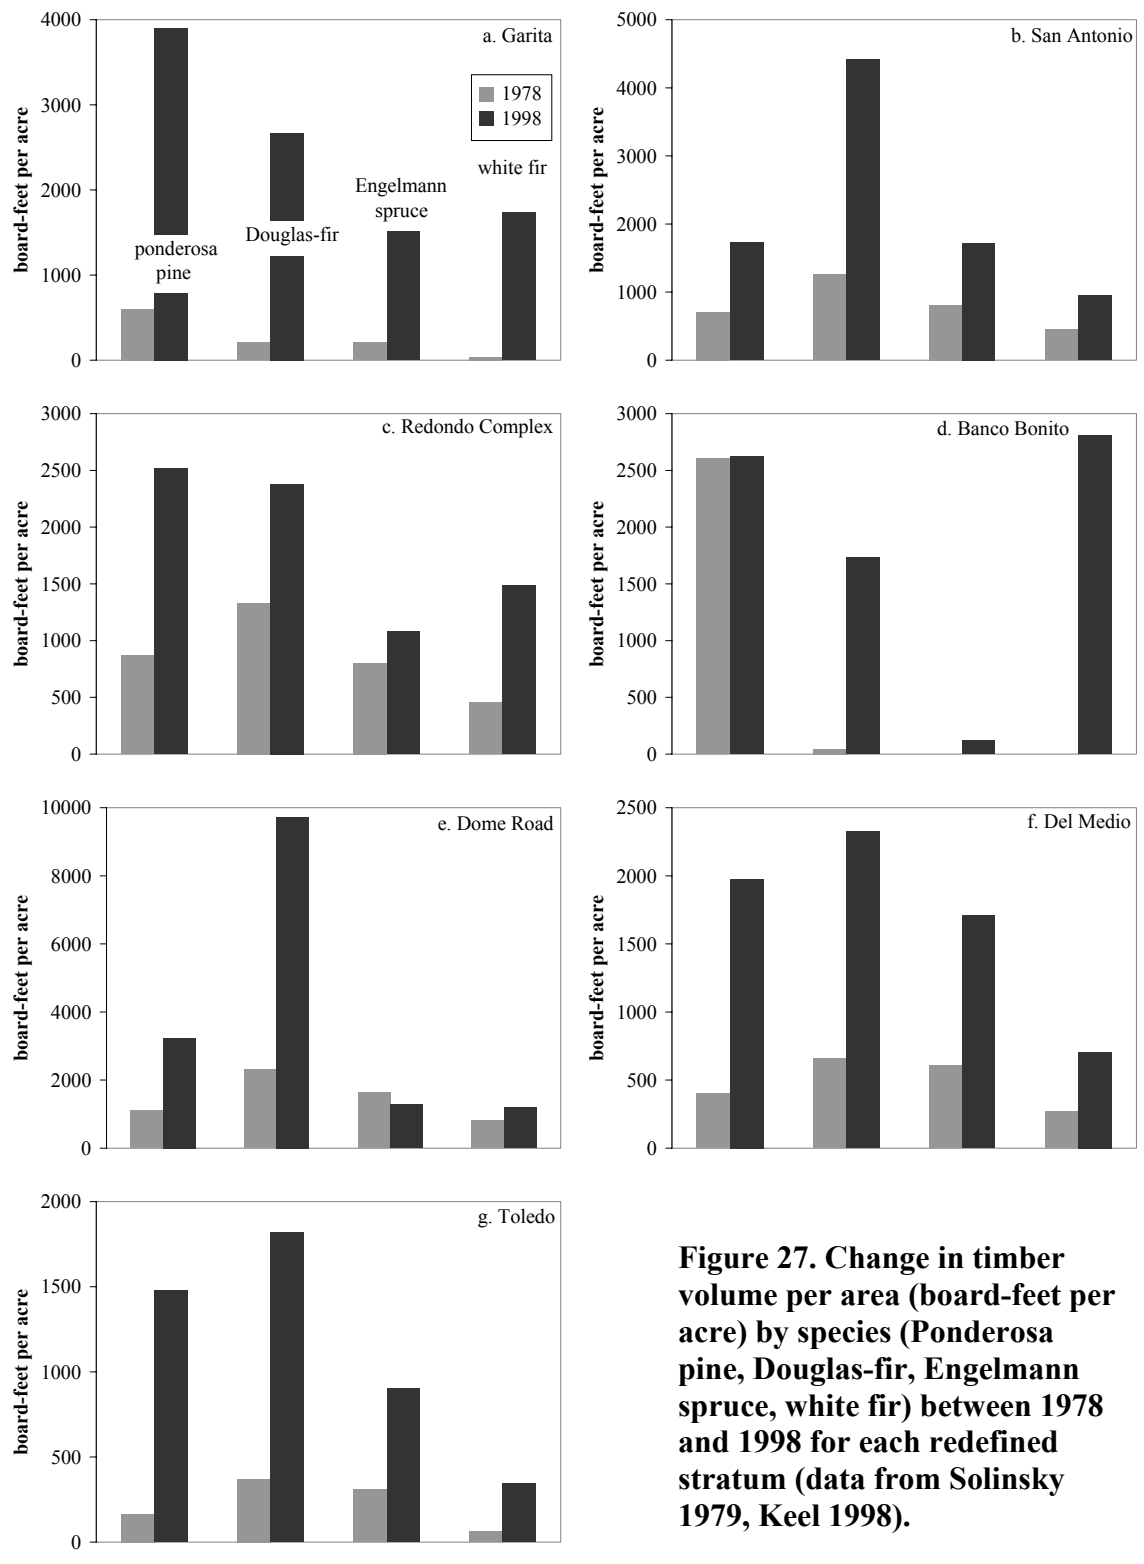 a. Garita
board-feet per acre
4000
3000
2000
1000
0
1978
1998
ponderosa
pine
Douglas-fir
Engelmann
spruce
white fir
b. San Antonio
board-feet per acre
5000
4000
3000
2000
1000
0
c. Redondo Complex
board-feet per acre
3000
2500
2000
1500
1000
500
0
d. Banco Bonito
board-feet per acre
3000
2500
2000
1500
1000
500
0
e. Dome Road
board-feet per acre
10000
8000
6000
4000
2000
0
f. Del Medio
board-feet per acre
2500
2000
1500
1000
500
0
g. Toledo
board-feet per acre
2000
1500
1000
500
0
Figure 27. Change in timber
volume per area (board-feet per
acre) by species (Ponderosa
pine, Douglas-fir, Engelmann
spruce, white fir) between 1978
and 1998 for each redefined
stratum (data from Solinsky
1979, Keel 1998).